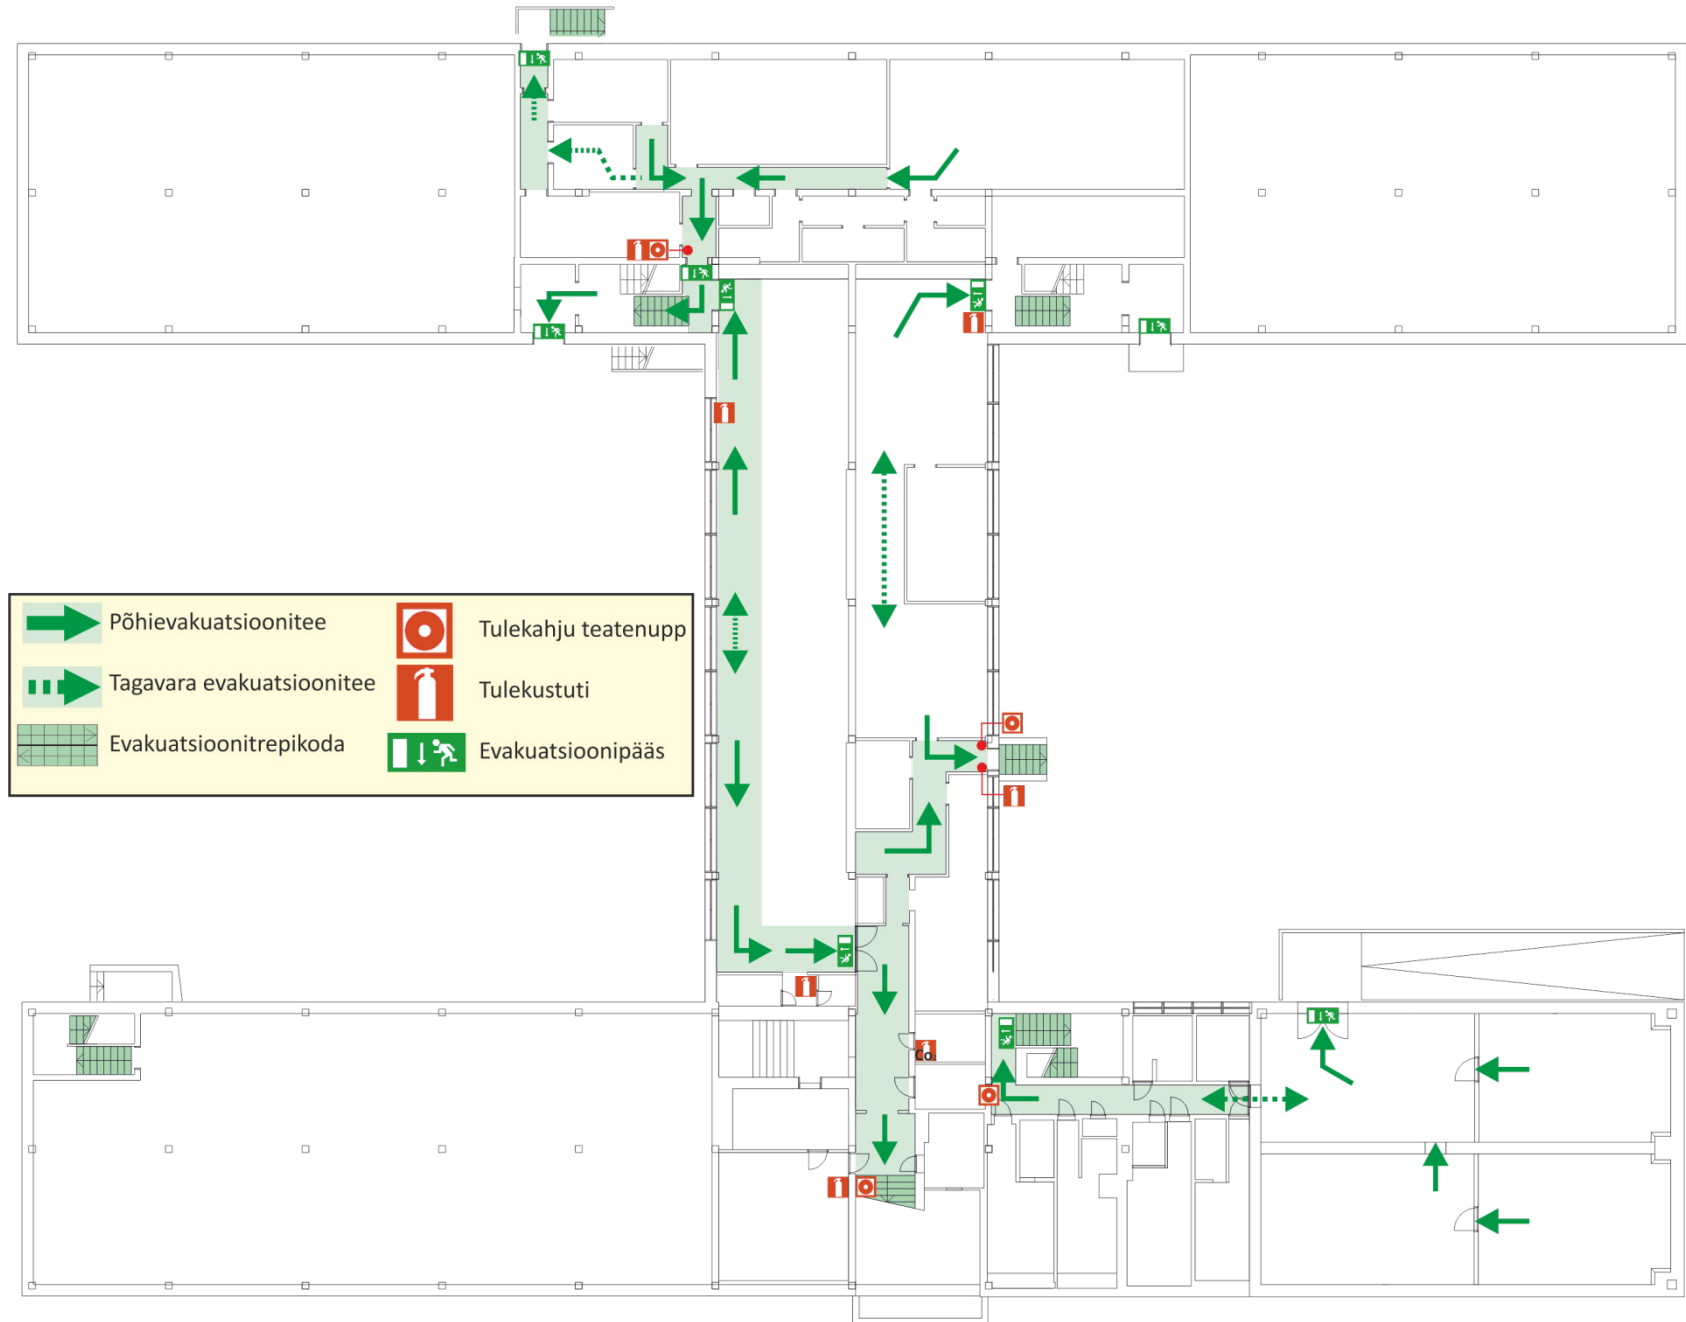 Põhievakuatsioonitee
Tagavara evakuatsioonitee
Evakuatsioonitrepikoda
Tulekahju teatenupp
Tulekustuti
Evakuatsioonipääs
Co₂